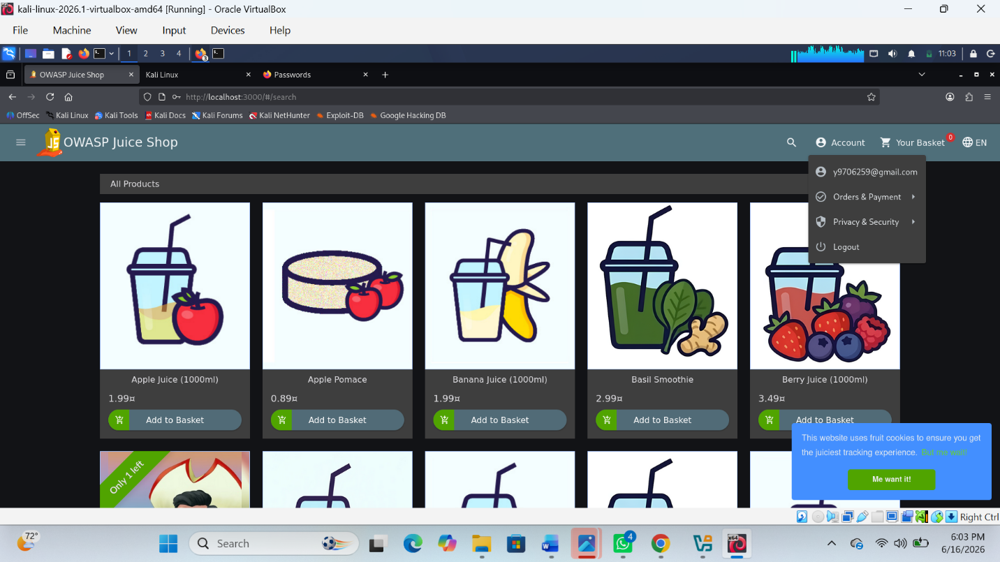 kali-linux-2026.1-virtualbox-amd64 [Running] - Oracle VirtualBox
File Machine View Input Devices Help
1 2 3 4 3 11:03
OWASP Juice Shop Kali Linux Passwords
http://localhost:3000/#/search
OffSec Kali Linux Kali Tools Kali Docs Kali Forums Kali NetHunter Exploit-DB Google Hacking DB
JS OWASP Juice Shop Account Your Basket 0 EN
y9706259@gmail.com
Orders & Payment
Privacy & Security
Logout
All Products
Apple Juice (1000ml) Apple Pomace Banana Juice (1000ml) Basil Smoothie Berry Juice (1000ml)
1.99¤ 0.89¤ 1.99¤ 2.99¤ 3.49¤
Add to Basket Add to Basket Add to Basket Add to Basket Add to Basket
Only 1 left
This website uses fruit cookies to ensure you get
the juiciest tracking experience. But me wait!
Me want it!
Right Ctrl
72°
Search
4
X64
6:03 PM
6/16/2026